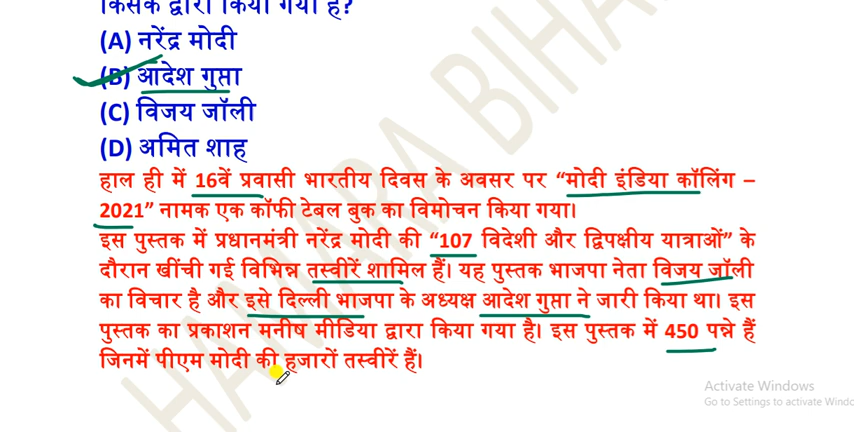 किसके द्वारा किया गया है?
(A) नरेंद्र मोदी
(B) आदेश गुप्ता
(C) विजय जॉली
(D) अमित शाह
हाल ही में 16वें प्रवासी भारतीय दिवस के अवसर पर “मोदी इंडिया कॉलिंग –
2021” नामक एक कॉफी टेबल बुक का विमोचन किया गया।
इस पुस्तक में प्रधानमंत्री नरेंद्र मोदी की “107 विदेशी और द्विपक्षीय यात्राओं” के
दौरान खींची गई विभिन्न तस्वीरें शामिल हैं। यह पुस्तक भाजपा नेता विजय जॉली
का विचार है और इसे दिल्ली भाजपा के अध्यक्ष आदेश गुप्ता ने जारी किया था। इस
पुस्तक का प्रकाशन मनीष मीडिया द्वारा किया गया है। इस पुस्तक में 450 पन्ने हैं
जिनमें पीएम मोदी की हजारों तस्वीरें हैं।
HAMARA BIHA
Activate Windows
Go to Settings to activate Windo